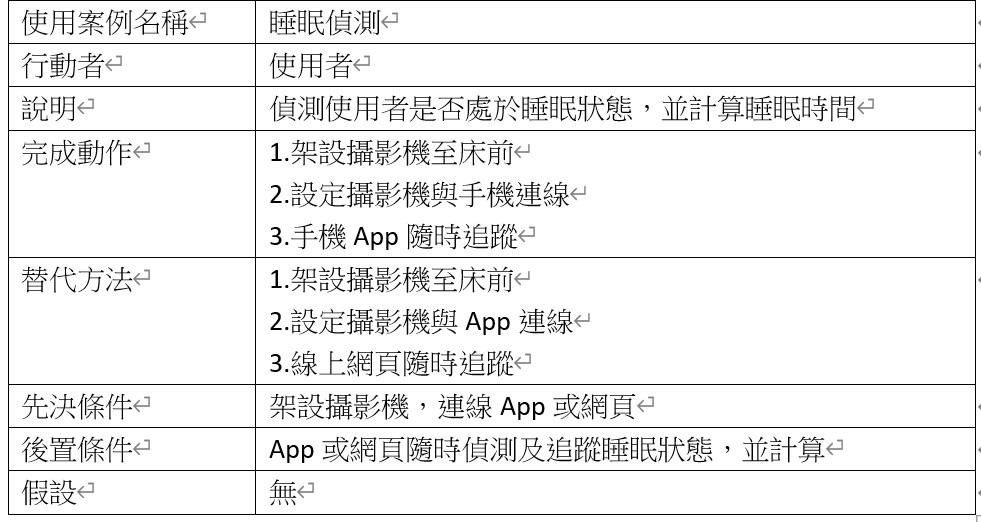 使用案例名稱 睡眠偵測
行動者 使用者
說明 偵測使用者是否處於睡眠狀態，並計算睡眠時間
完成動作 1.架設攝影機至床前
2.設定攝影機與手機連線
3.手機 App 隨時追蹤
替代方法 1.架設攝影機至床前
2.設定攝影機與 App 連線
3.線上網頁隨時追蹤
先決條件 架設攝影機，連線 App 或網頁
後置條件 App 或網頁隨時偵測及追蹤睡眠狀態，並計算
假設 無